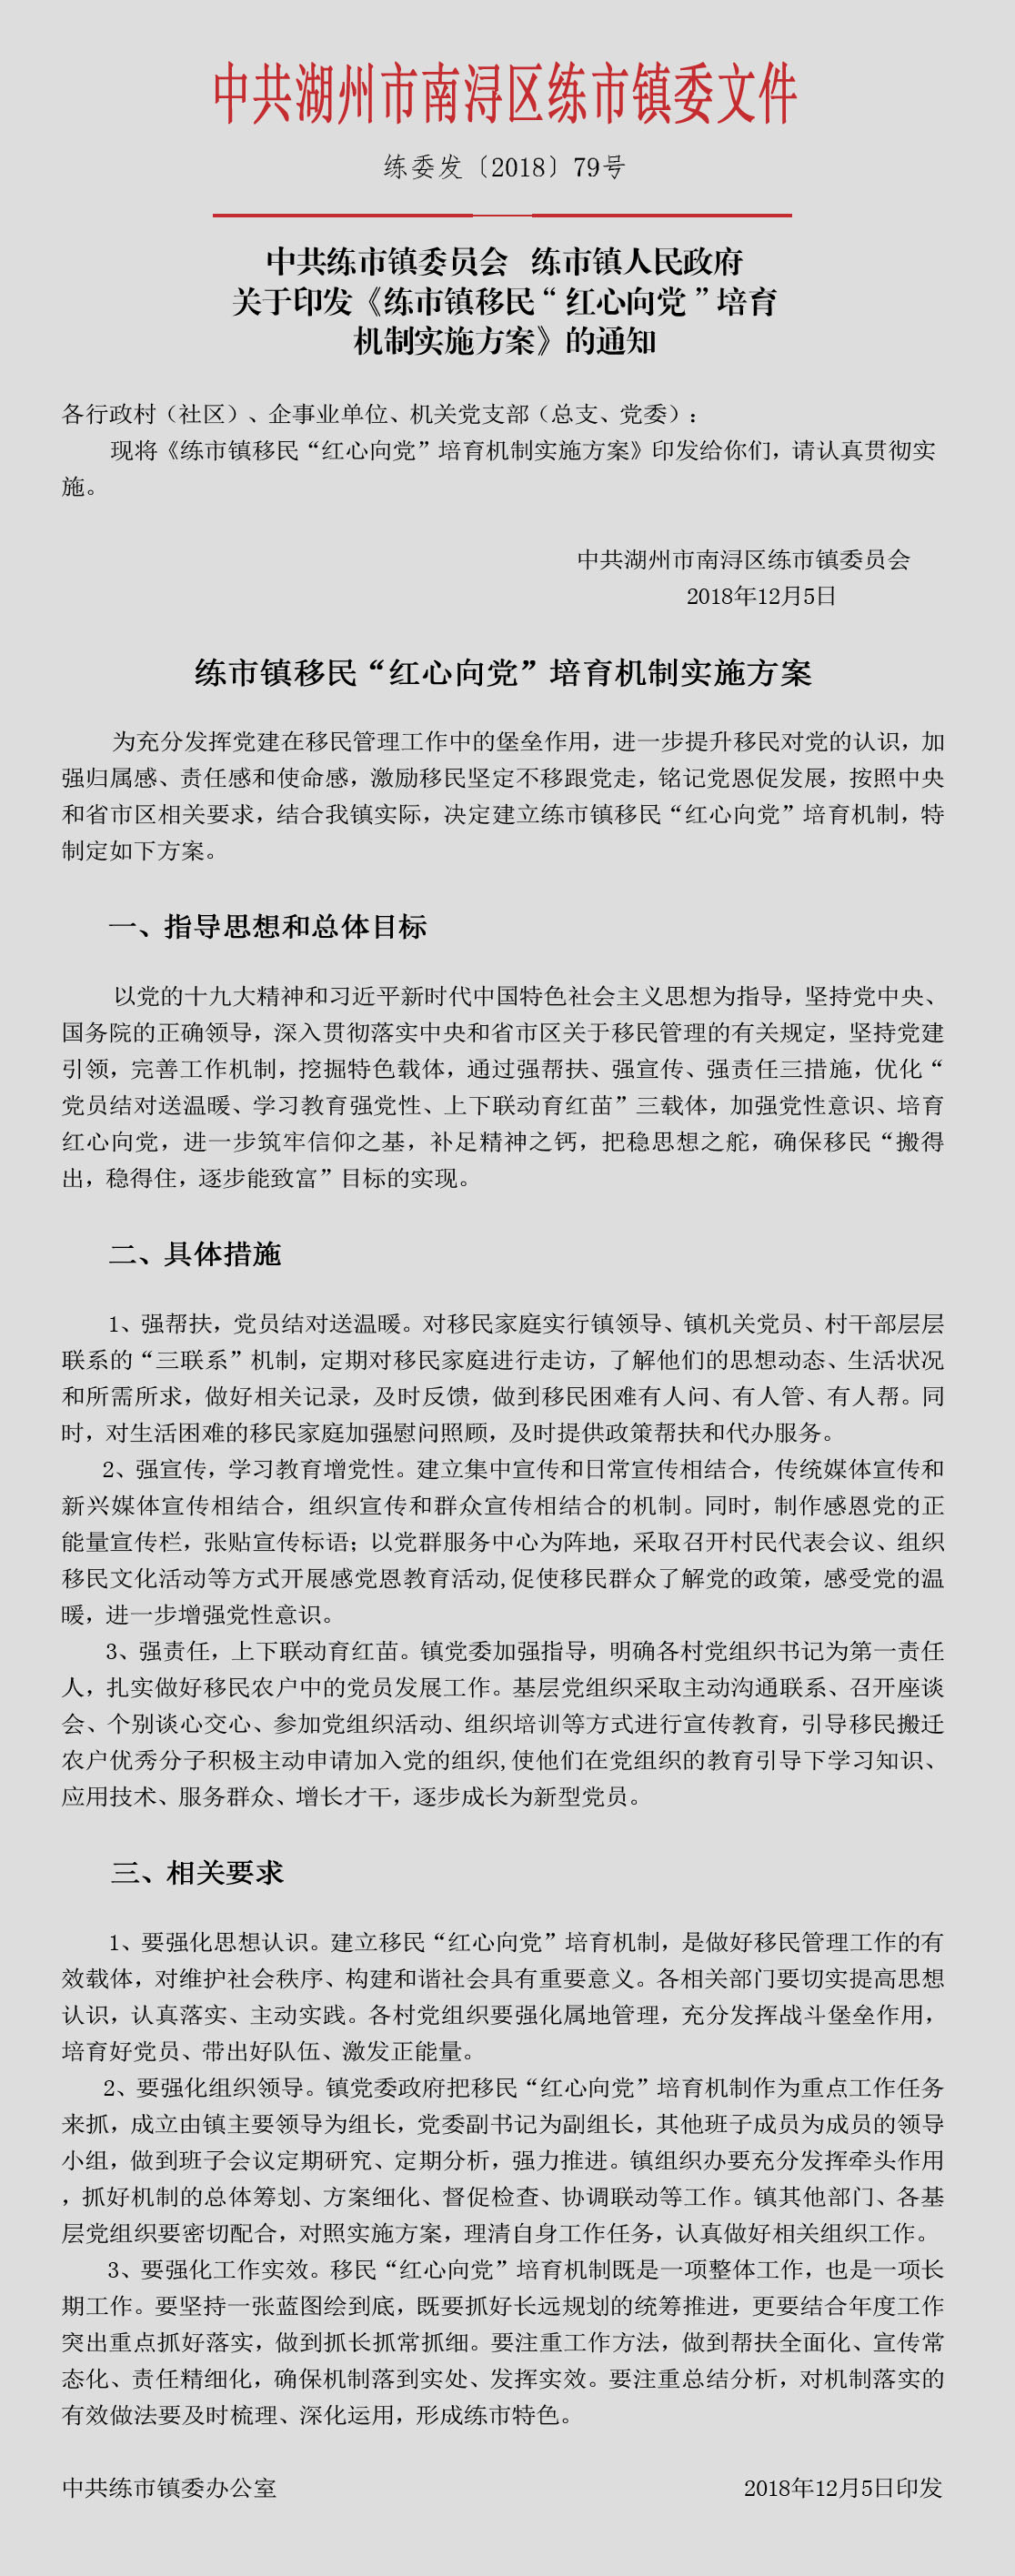 中共湖州市南浔区练市镇委文件
练委发〔2018〕79号
中共练市镇委员会 练市镇人民政府
关于印发《练市镇移民“红心向党”培育
机制实施方案》的通知
各行政村（社区）、企事业单位、机关党支部（总支、党委）：
现将《练市镇移民“红心向党”培育机制实施方案》印发给你们，请认真贯彻实
施。
中共湖州市南浔区练市镇委员会
2018年12月5日
练市镇移民“红心向党”培育机制实施方案
为充分发挥党建在移民管理工作中的堡垒作用，进一步提升移民对党的认识，加
强归属感、责任感和使命感，激励移民坚定不移跟党走，铭记党恩促发展，按照中央
和省市区相关要求，结合我镇实际，决定建立练市镇移民“红心向党”培育机制，特
制定如下方案。
一、指导思想和总体目标
以党的十九大精神和习近平新时代中国特色社会主义思想为指导，坚持党中央、
国务院的正确领导，深入贯彻落实中央和省市区关于移民管理的有关规定，坚持党建
引领，完善工作机制，挖掘特色载体，通过强帮扶、强宣传、强责任三措施，优化“
党员结对送温暖、学习教育强党性、上下联动育红苗”三载体，加强党性意识、培育
红心向党，进一步筑牢信仰之基，补足精神之钙，把稳思想之舵，确保移民“搬得
出，稳得住，逐步能致富”目标的实现。
二、具体措施
1、强帮扶，党员结对送温暖。对移民家庭实行镇领导、镇机关党员、村干部层层
联系的“三联系”机制，定期对移民家庭进行走访，了解他们的思想动态、生活状况
和所需所求，做好相关记录，及时反馈，做到移民困难有人问、有人管、有人帮。同
时，对生活困难的移民家庭加强慰问照顾，及时提供政策帮扶和代办服务。
2、强宣传，学习教育增党性。建立集中宣传和日常宣传相结合，传统媒体宣传和
新兴媒体宣传相结合，组织宣传和群众宣传相结合的机制。同时，制作感恩党的正
能量宣传栏，张贴宣传标语；以党群服务中心为阵地，采取召开村民代表会议、组织
移民文化活动等方式开展感党恩教育活动,促使移民群众了解党的政策，感受党的温
暖，进一步增强党性意识。
3、强责任，上下联动育红苗。镇党委加强指导，明确各村党组织书记为第一责任
人，扎实做好移民农户中的党员发展工作。基层党组织采取主动沟通联系、召开座谈
会、个别谈心交心、参加党组织活动、组织培训等方式进行宣传教育，引导移民搬迁
农户优秀分子积极主动申请加入党的组织,使他们在党组织的教育引导下学习知识、
应用技术、服务群众、增长才干，逐步成长为新型党员。
三、相关要求
1、要强化思想认识。建立移民“红心向党”培育机制，是做好移民管理工作的有
效载体，对维护社会秩序、构建和谐社会具有重要意义。各相关部门要切实提高思想
认识，认真落实、主动实践。各村党组织要强化属地管理，充分发挥战斗堡垒作用，
培育好党员、带出好队伍、激发正能量。
2、要强化组织领导。镇党委政府把移民“红心向党”培育机制作为重点工作任务
来抓，成立由镇主要领导为组长，党委副书记为副组长，其他班子成员为成员的领导
小组，做到班子会议定期研究、定期分析，强力推进。镇组织办要充分发挥牵头作用
，抓好机制的总体筹划、方案细化、督促检查、协调联动等工作。镇其他部门、各基
层党组织要密切配合，对照实施方案，理清自身工作任务，认真做好相关组织工作。
3、要强化工作实效。移民“红心向党”培育机制既是一项整体工作，也是一项长
期工作。要坚持一张蓝图绘到底，既要抓好长远规划的统筹推进，更要结合年度工作
突出重点抓好落实，做到抓长抓常抓细。要注重工作方法，做到帮扶全面化、宣传常
态化、责任精细化，确保机制落到实处、发挥实效。要注重总结分析，对机制落实的
有效做法要及时梳理、深化运用，形成练市特色。
中共练市镇委办公室 2018年12月5日印发